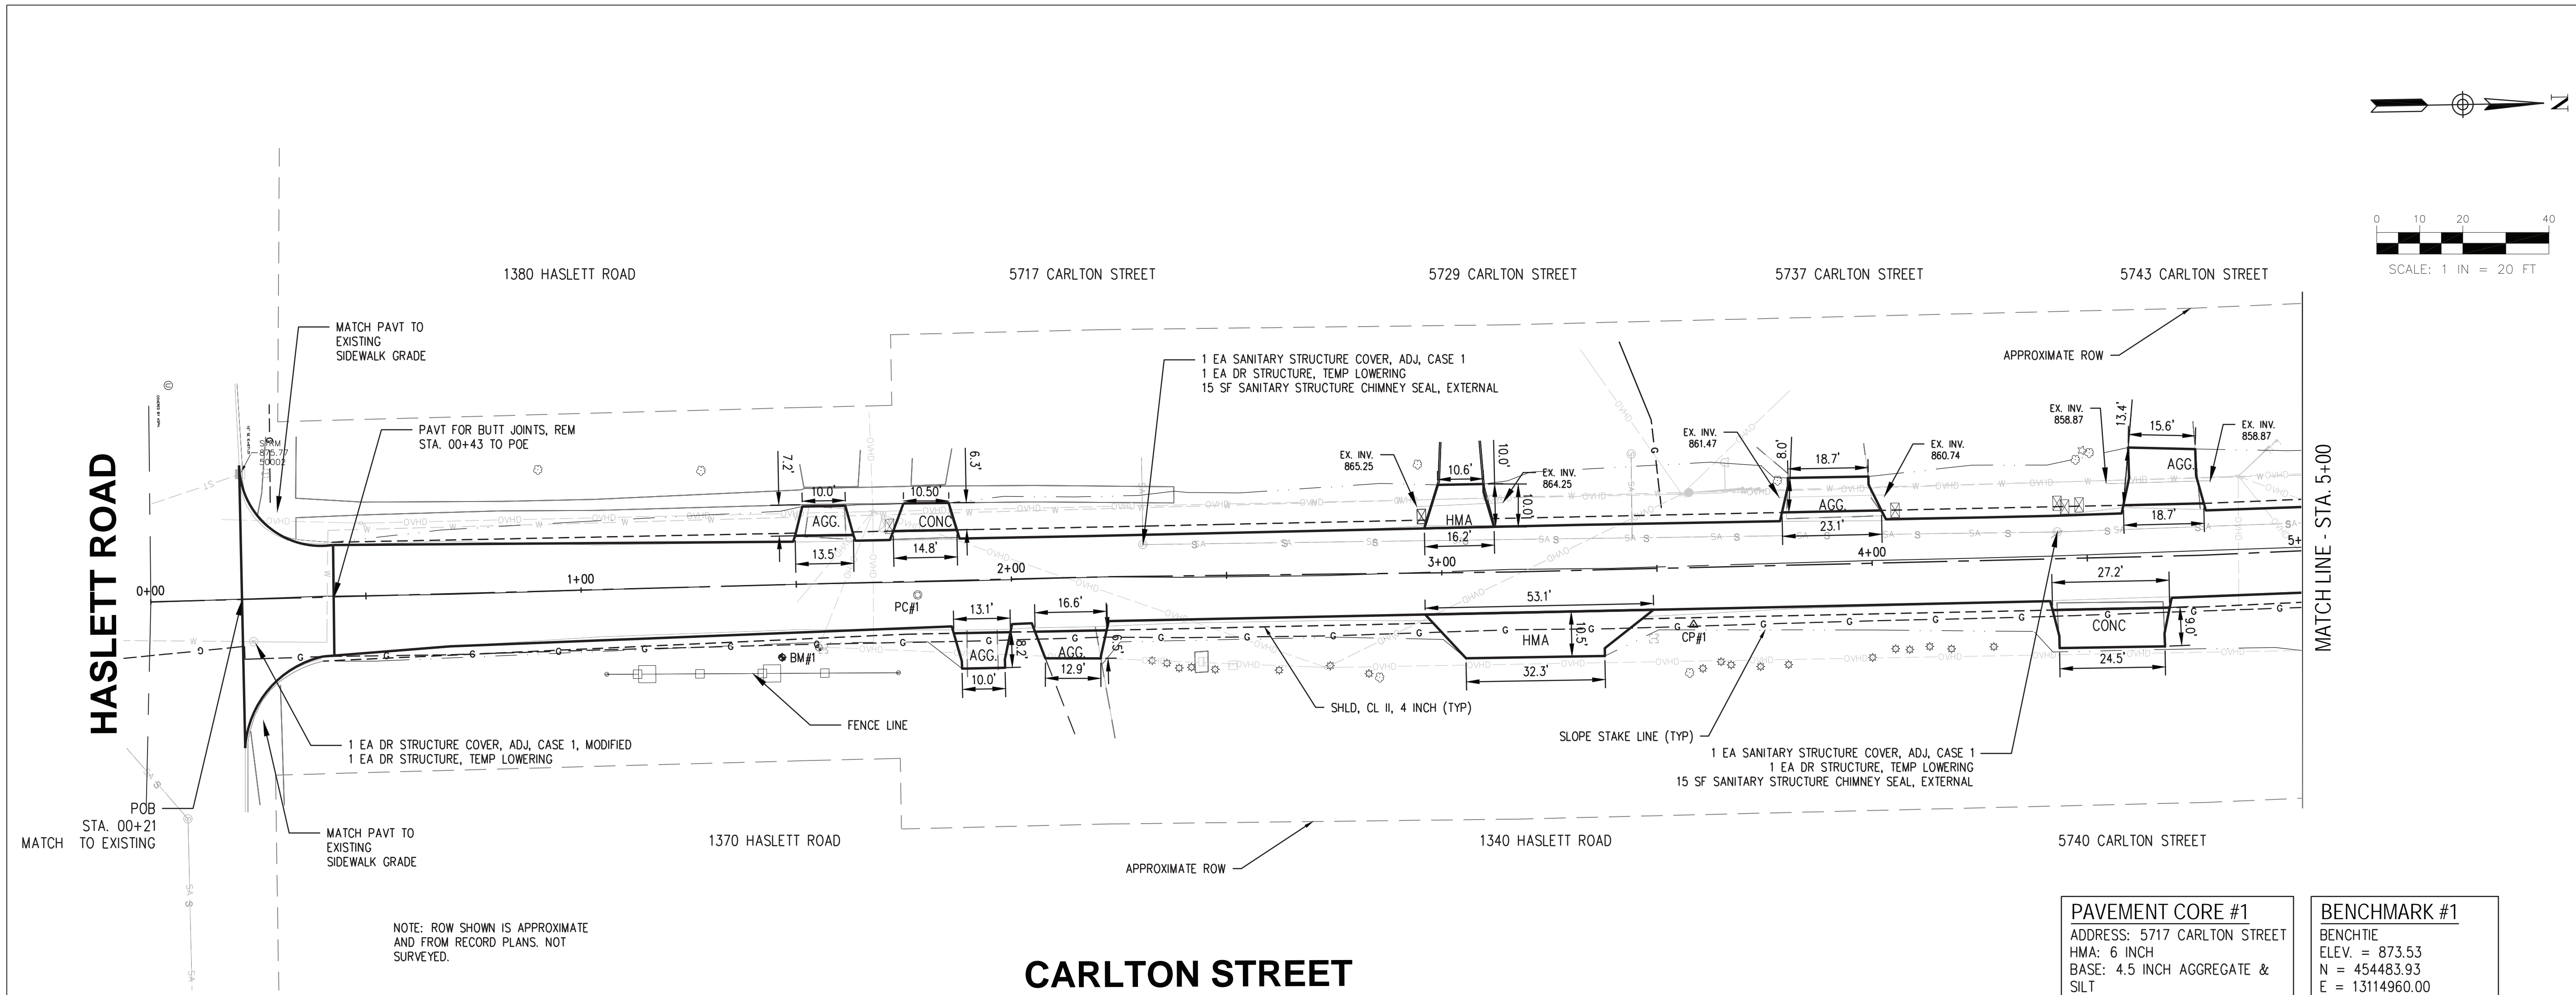 N
0 10 20 40
SCALE: 1 IN = 20 FT
1380 HASLETT ROAD
5717 CARLTON STREET
5729 CARLTON STREET
5737 CARLTON STREET
5743 CARLTON STREET
MATCH PAVT TO
EXISTING
SIDEWALK GRADE
1 EA SANITARY STRUCTURE COVER, ADJ, CASE 1
1 EA DR STRUCTURE, TEMP LOWERING
15 SF SANITARY STRUCTURE CHIMNEY SEAL, EXTERNAL
APPROXIMATE ROW
PAVT FOR BUTT JOINTS, REM
STA. 00+43 TO POE
875.77
50002
7.2'
10.0'
AGG.
13.5'
10.50'
6.3'
CONC
14.8'
EX. INV.
865.25
10.6'
10.0'
EX. INV.
864.25
10.0'
HMA
16.2'
EX. INV.
861.47
8.0'
18.7'
EX. INV.
860.74
AGG.
23.1'
EX. INV.
858.87
13.4'
15.6'
EX. INV.
858.87
AGG.
18.7'
HASLETT ROAD
MATCH LINE - STA. 5+00
0+00
1+00
2+00
3+00
4+00
5+
PC#1
13.1'
AGG.
8.2'
10.0'
16.6'
AGG.
6.5'
12.9'
53.1'
HMA
10.5'
32.3'
CP#1
27.2'
CONC
9.0'
24.5'
BM#1
FENCE LINE
SHLD, CL II, 4 INCH (TYP)
SLOPE STAKE LINE (TYP)
1 EA DR STRUCTURE COVER, ADJ, CASE 1, MODIFIED
1 EA DR STRUCTURE, TEMP LOWERING
1 EA SANITARY STRUCTURE COVER, ADJ, CASE 1
1 EA DR STRUCTURE, TEMP LOWERING
15 SF SANITARY STRUCTURE CHIMNEY SEAL, EXTERNAL
POB
STA. 00+21
MATCH TO EXISTING
MATCH PAVT TO
EXISTING
SIDEWALK GRADE
1370 HASLETT ROAD
APPROXIMATE ROW
1340 HASLETT ROAD
5740 CARLTON STREET
NOTE: ROW SHOWN IS APPROXIMATE
AND FROM RECORD PLANS. NOT
SURVEYED.
CARLTON STREET
PAVEMENT CORE #1
ADDRESS: 5717 CARLTON STREET
HMA: 6 INCH
BASE: 4.5 INCH AGGREGATE &
SILT
BENCHMARK #1
BENCHTIE
ELEV. = 873.53
N = 454483.93
E = 13114960.00